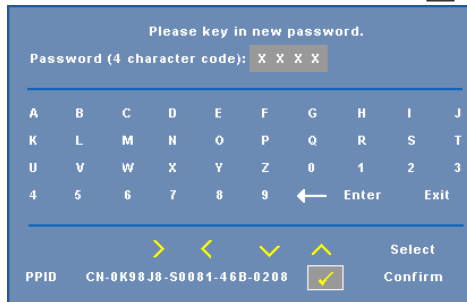 Please key in new password.
Password (4 character code): X X X X
A B C D E F G H I J
K L M N O P Q R S T
U V W X Y Z 0 1 2 3
4 5 6 7 8 9 ← Enter Exit
Select
PPID CN-0K98J8-S0081-46B-0208 ✓ Confirm